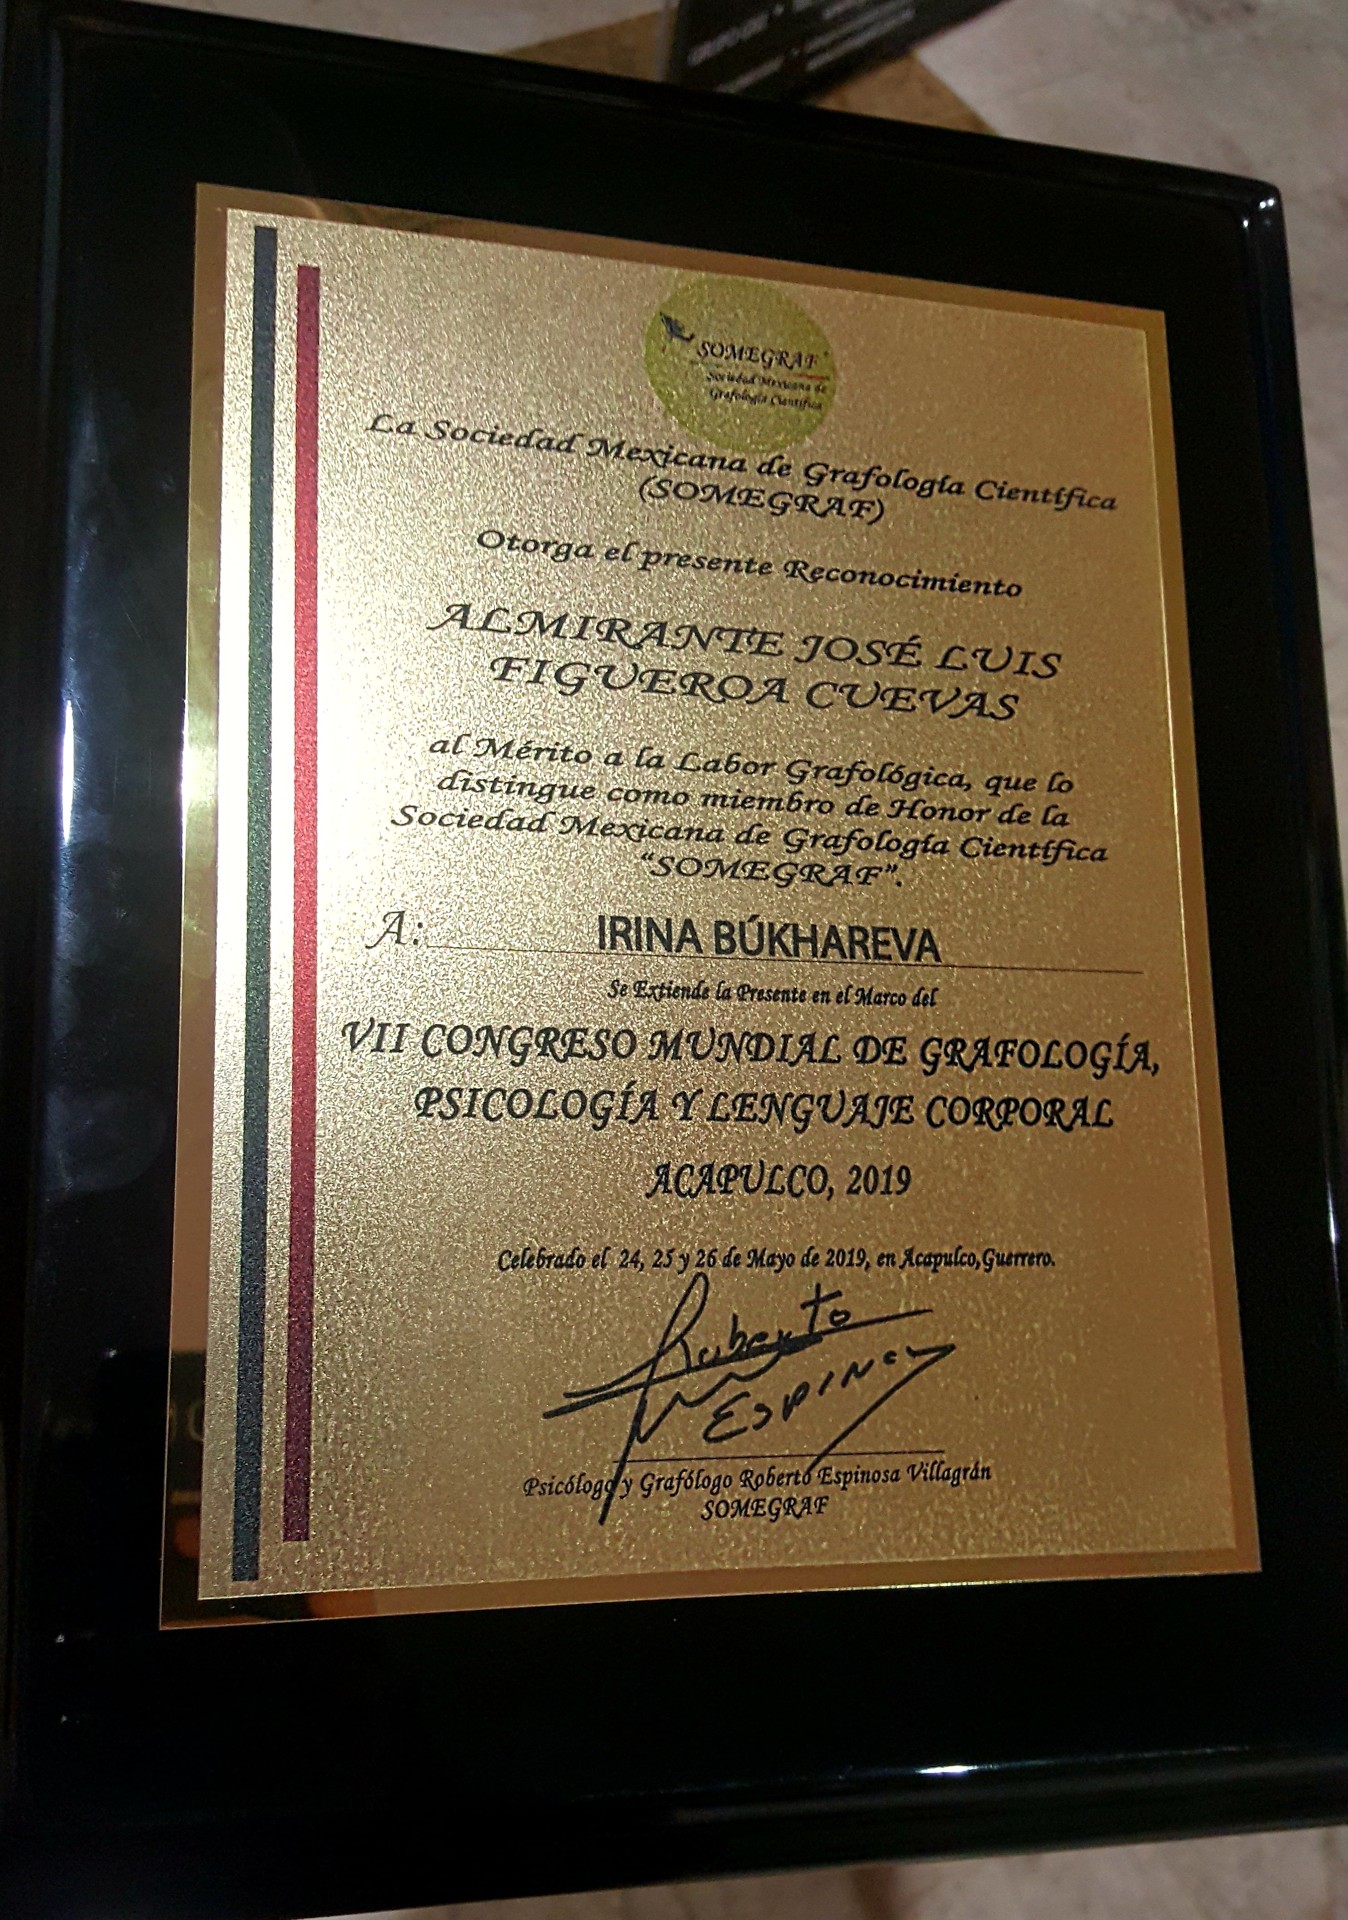 SOMEGRAF
Sociedad Mexicana de
Grafología Científica
La Sociedad Mexicana de Grafología Científica
(SOMEGRAF)
Otorga el presente Reconocimiento
ALMIRANTE JOSÉ LUIS
FIGUEROA CUEVAS
al Mérito a la Labor Grafológica, que lo
distingue como miembro de Honor de la
Sociedad Mexicana de Grafología Científica
“SOMEGRAF”.
A: IRINA BÚKHAREVA
Se Extiende la Presente en el Marco del
VII CONGRESO MUNDIAL DE GRAFOLOGÍA,
PSICOLOGÍA Y LENGUAJE CORPORAL
ACAPULCO, 2019
Celebrado el 24, 25 y 26 de Mayo de 2019, en Acapulco, Guerrero.
Roberto
Psicólogo y Grafólogo Roberto Espinosa Villagrán
SOMEGRAF